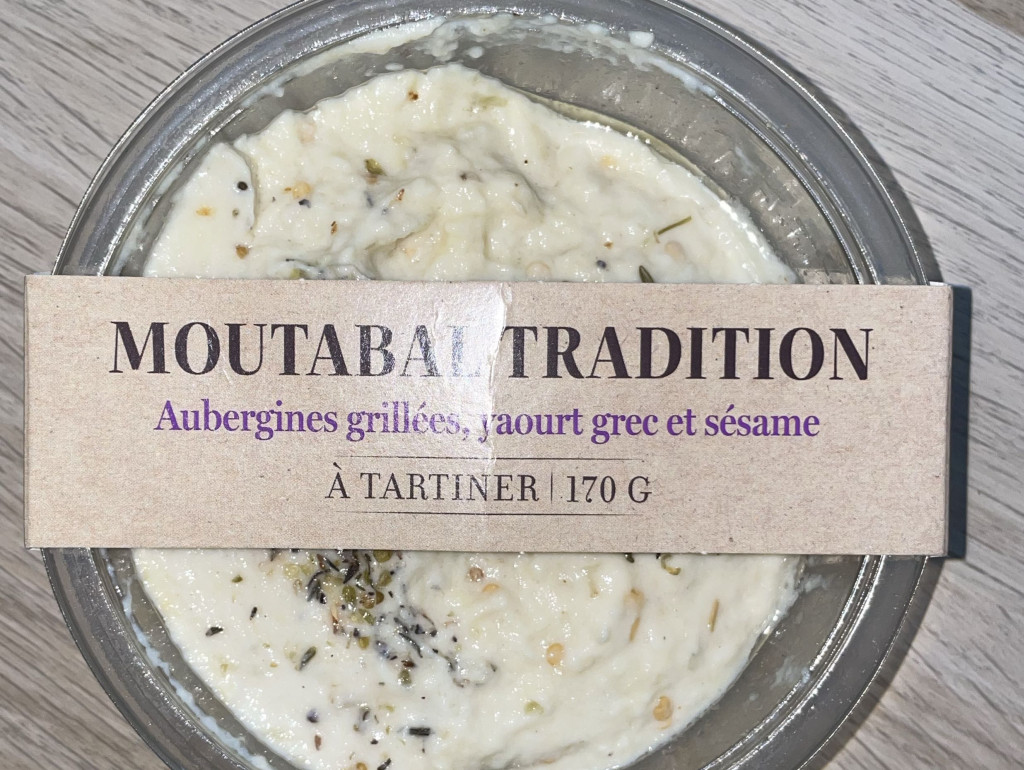 MOUTABAL TRADITION
Aubergines grillées, yaourt grec et sésame
À TARTINER | 170 G